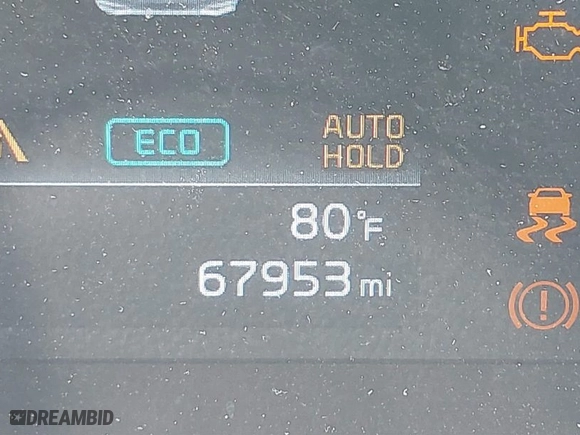 ECO
AUTO
HOLD
80°F
67953 mi
DREAMBID